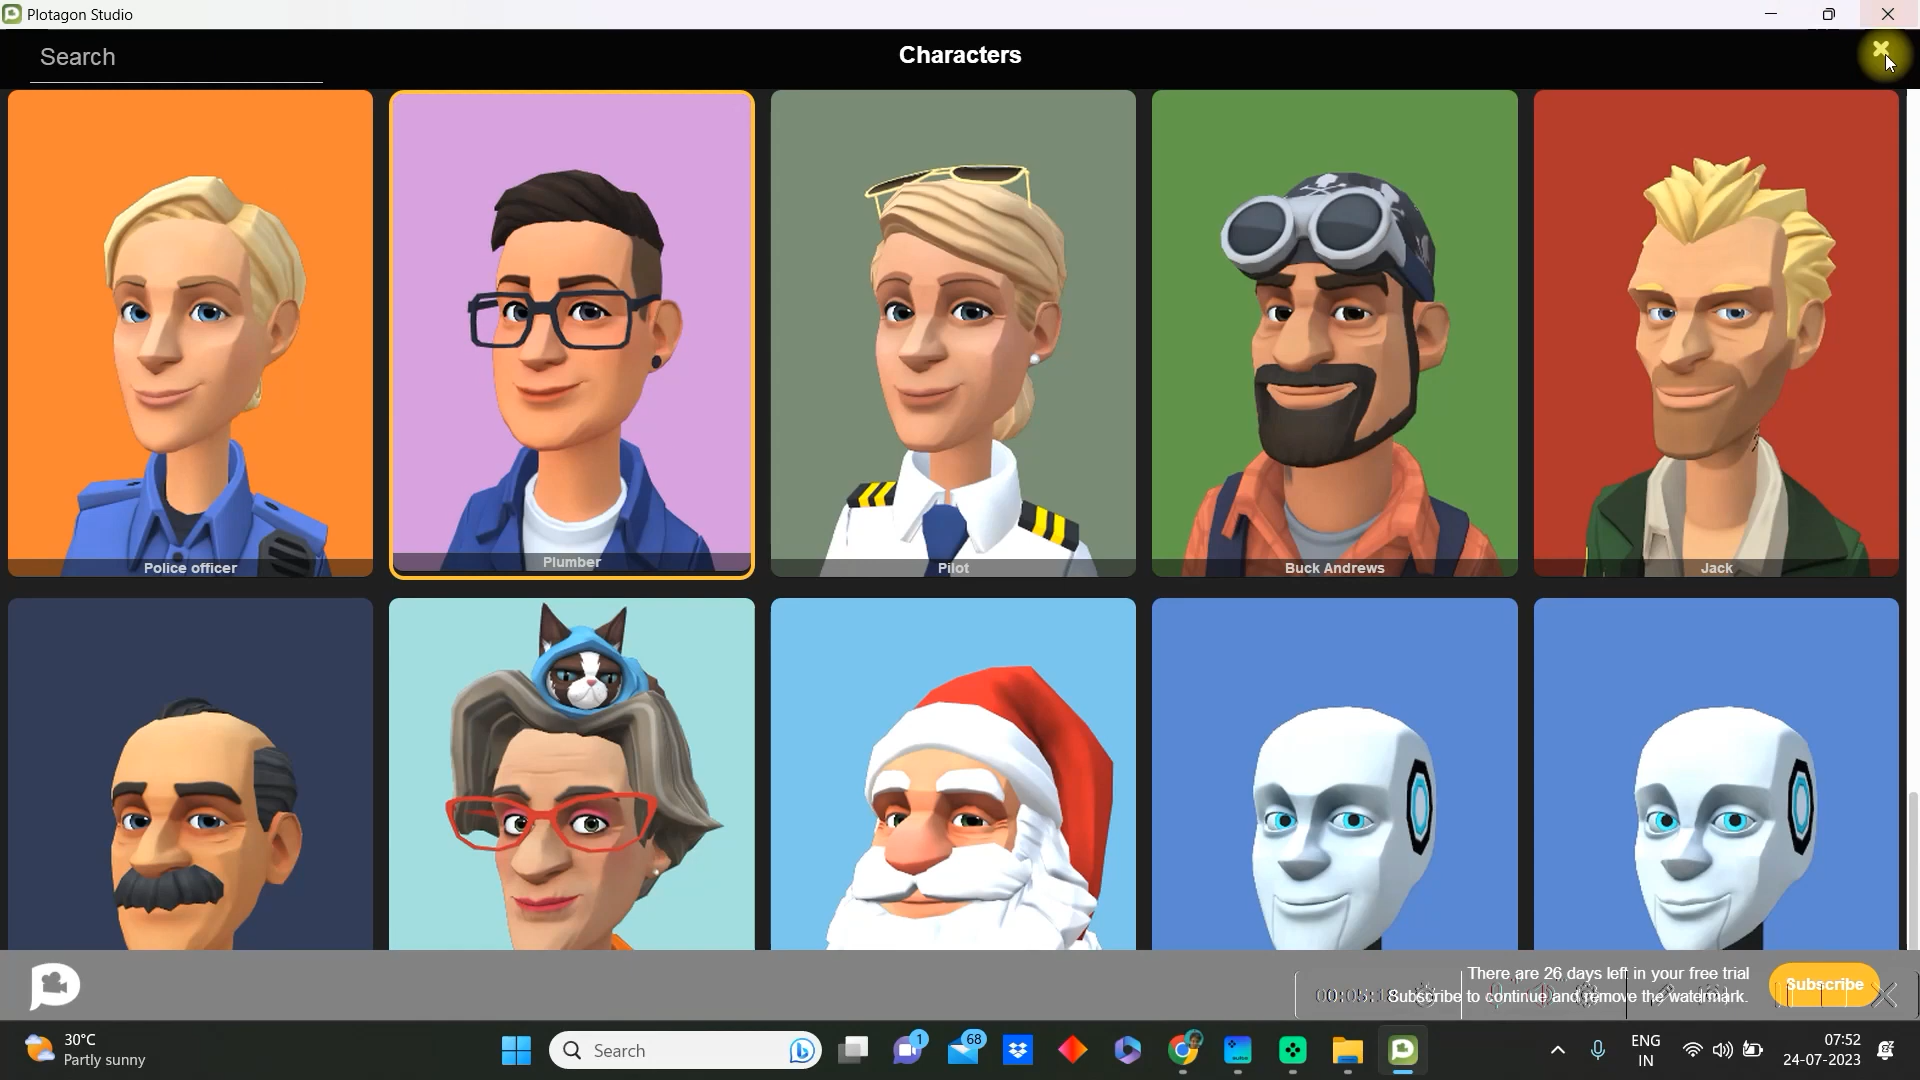 Plotagon Studio
Search
Characters
Police officer
Plumber
Pilot
Buck Andrews
Jack
There are 26 days left in your free trial
Subscribe to continue and remove the watermark.
Subscribe
30°C
Partly sunny
Search
1
68
ENG
IN
07:52
24-07-2023